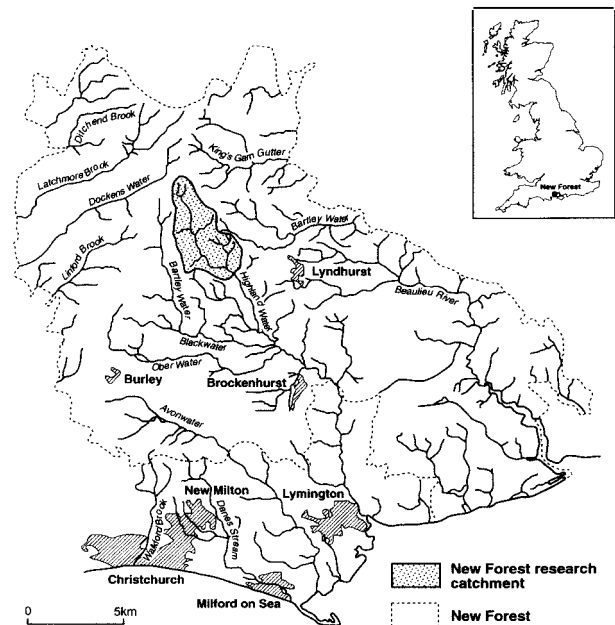 New Forest
Ditchend Brook
King's Garn Gutter
Latchmore Brook
Dockens Water
Bartley Water
Linford Brook
Lyndhurst
Bartley Water
Highland Water
Beaulieu River
Blackwater
Ober Water
Burley
Brockenhurst
Avonwater
New Milton
Lymington
Walkford Brook
Danes Stream
Christchurch
Milford on Sea
New Forest research
catchment
New Forest
0 5km